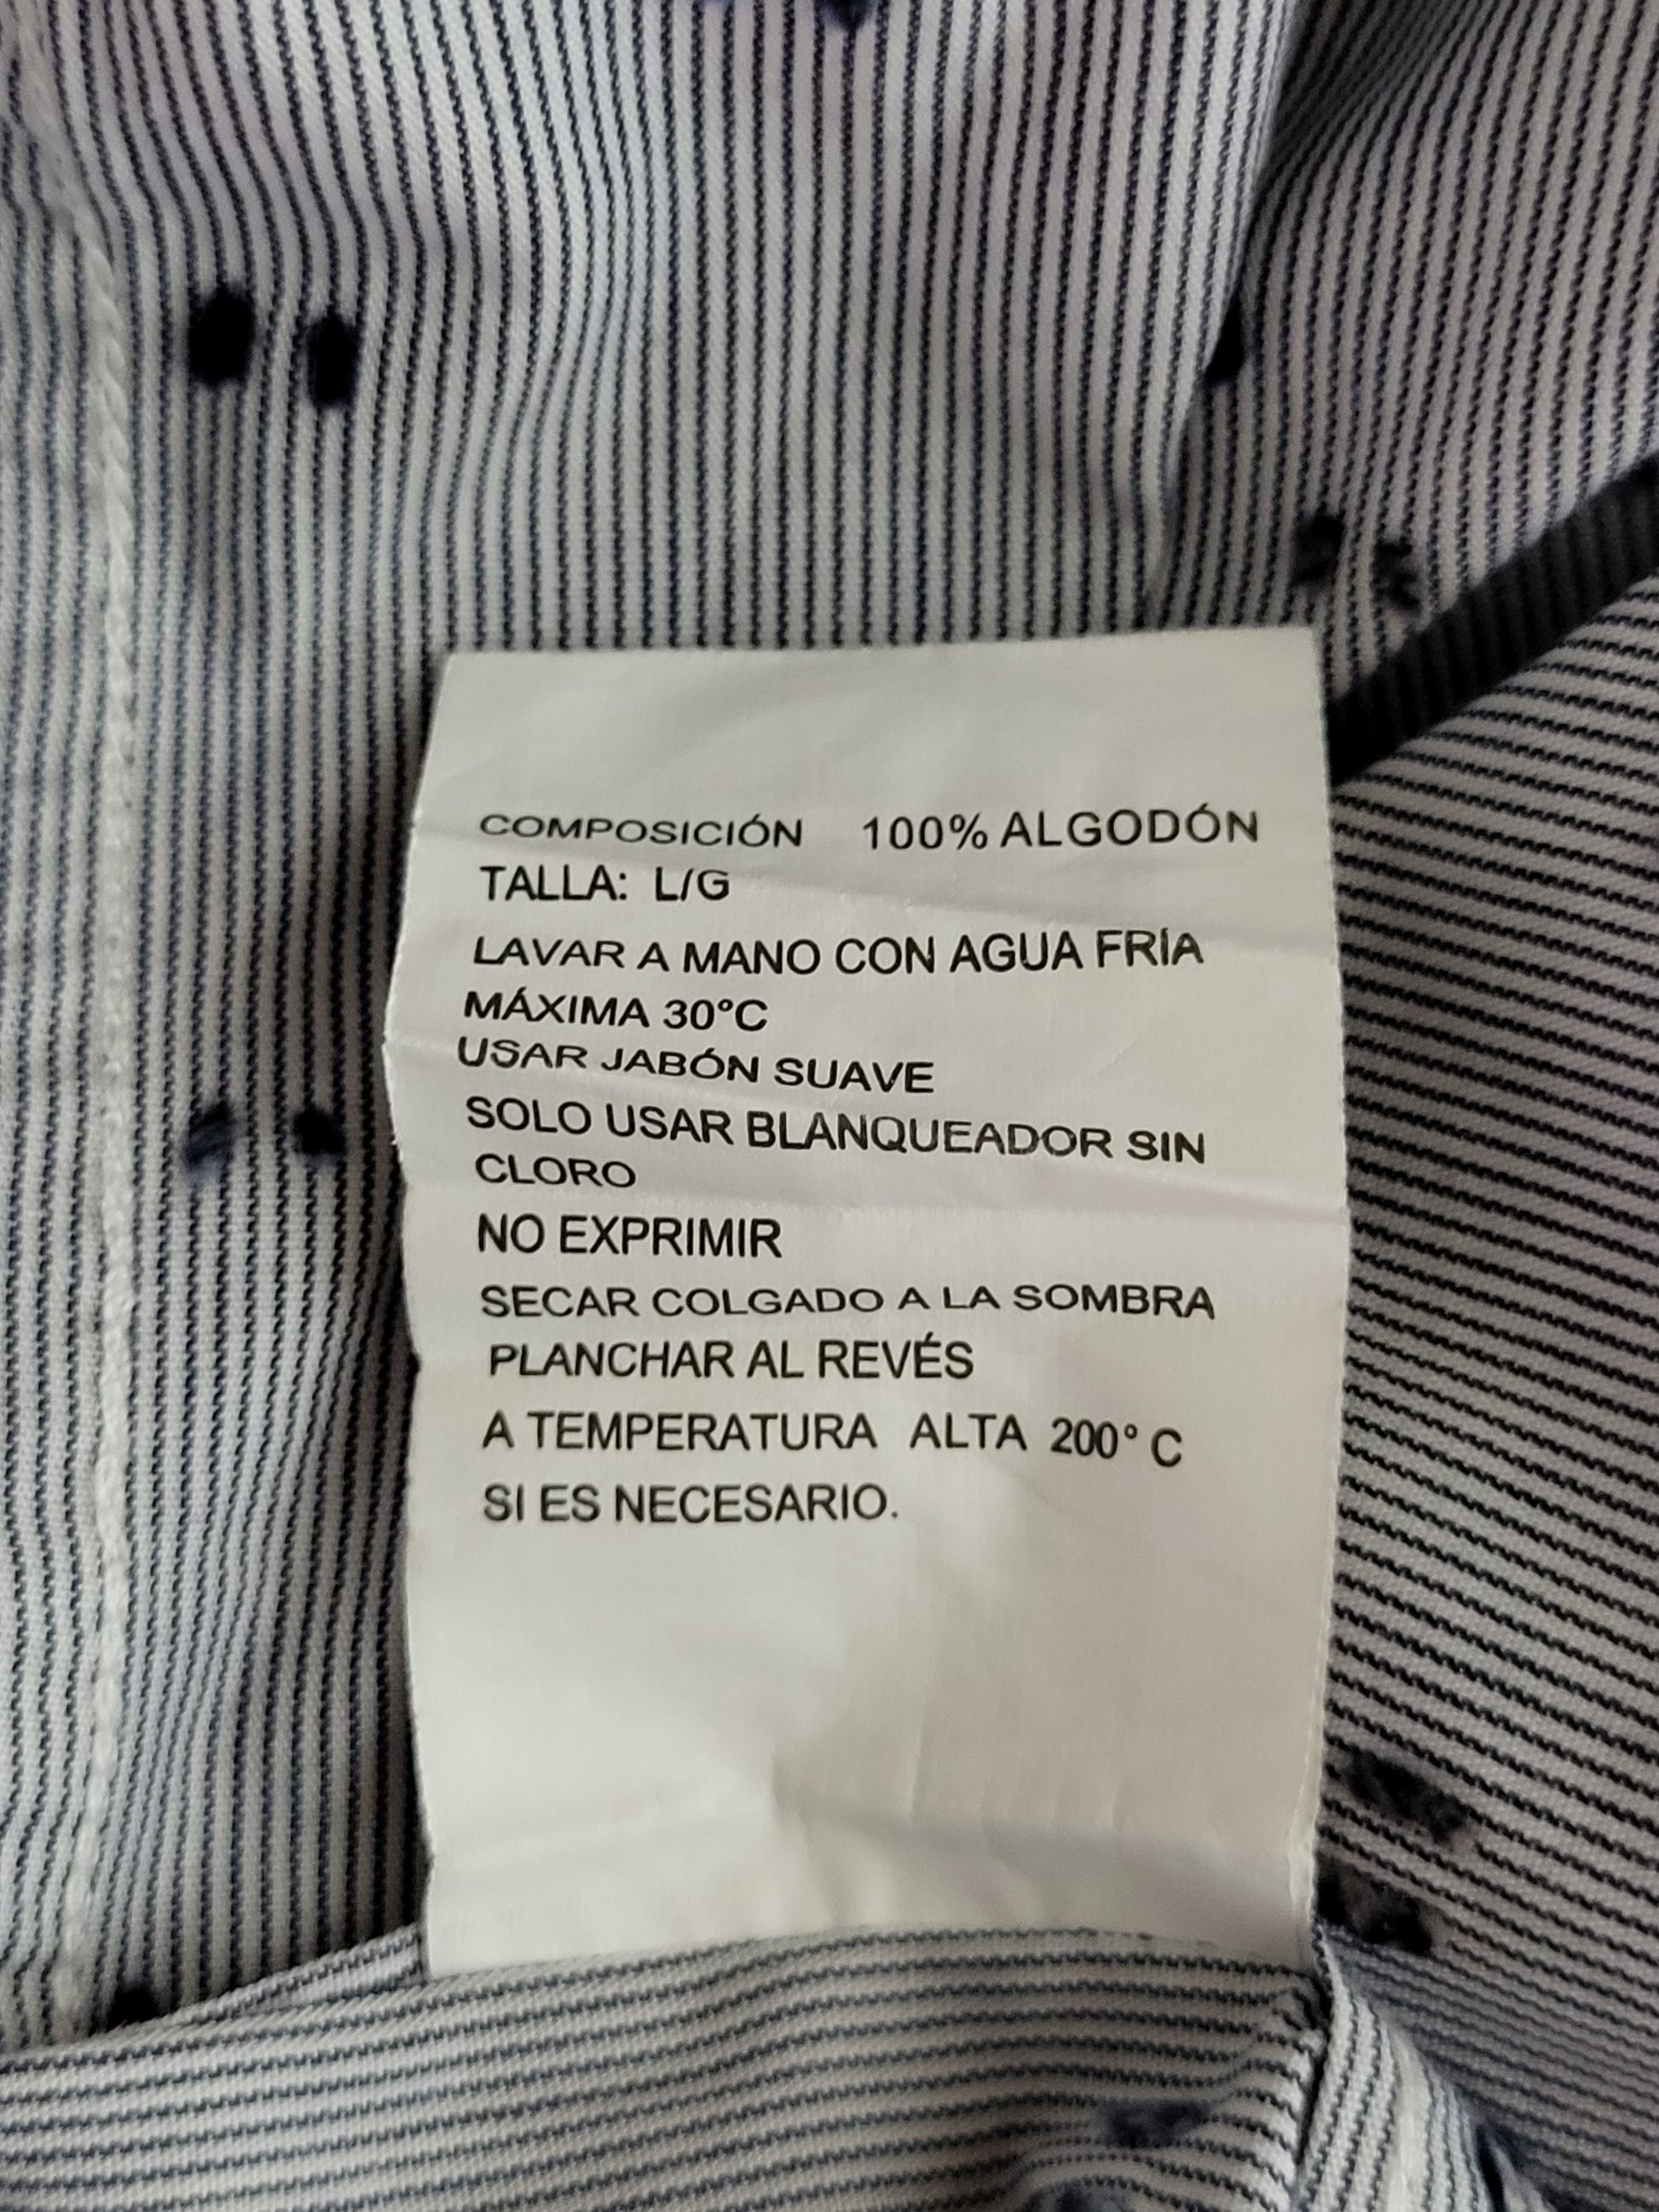 COMPOSICIÓN 100% ALGODÓN
TALLA: L/G
LAVAR A MANO CON AGUA FRÍA
MÁXIMA 30°C
USAR JABÓN SUAVE
SOLO USAR BLANQUEADOR SIN
CLORO
NO EXPRIMIR
SECAR COLGADO A LA SOMBRA
PLANCHAR AL REVÉS
A TEMPERATURA ALTA 200° C
SI ES NECESARIO.